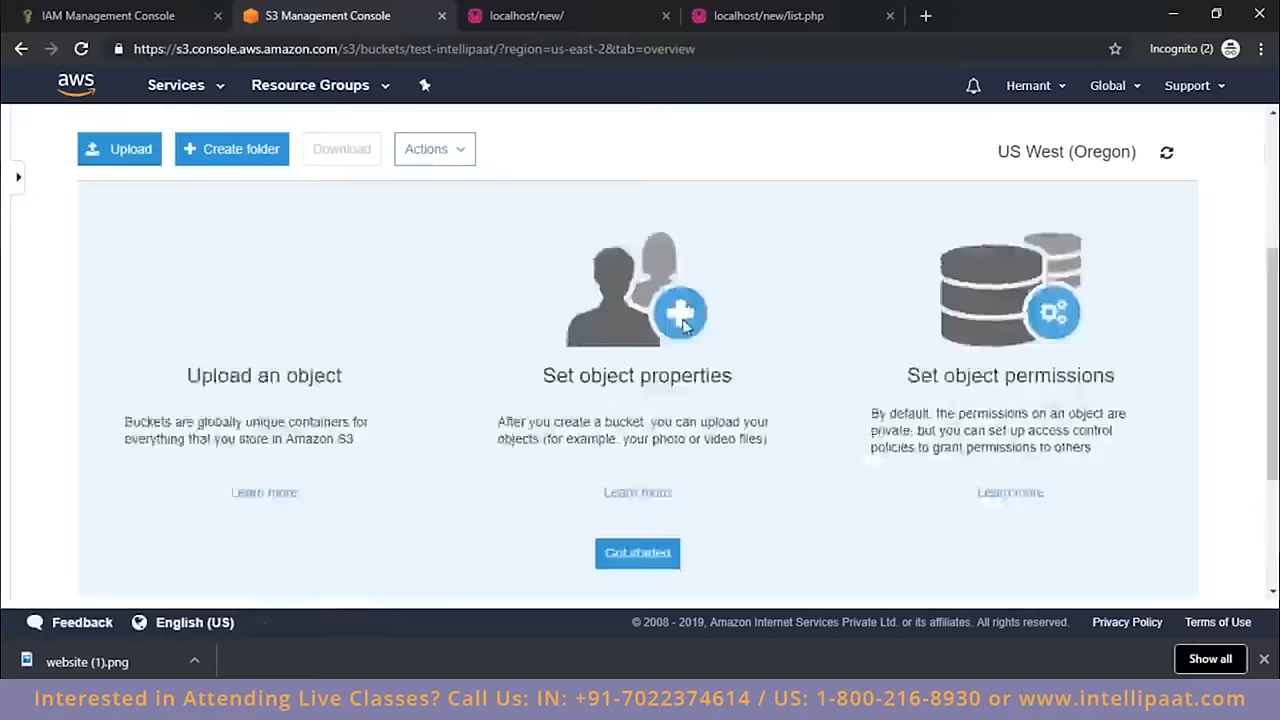 IAM Management Console
S3 Management Console
localhost/new/
localhost/new/list.php
https://s3.console.aws.amazon.com/s3/buckets/test-intellipaat/?region=us-east-2&tab=overview
Incognito (2)
aws
Services
Resource Groups
Hemant
Global
Support
Upload
Create folder
Download
Actions
US West (Oregon)
Upload an object
Buckets are globally unique containers for
everything that you store in Amazon S3
Learn more
Set object properties
After you create a bucket, you can upload your
objects (for example, your photo or video files)
Learn more
Set object permissions
By default, the permissions on an object are
private, but you can set up access control
policies to grant permissions to others
Learn more
Get started
Feedback
English (US)
© 2008 - 2019, Amazon Internet Services Private Ltd. or its affiliates. All rights reserved.
Privacy Policy
Terms of Use
website (1).png
Show all
Interested in Attending Live Classes? Call Us: IN: +91-7022374614 / US: 1-800-216-8930 or www.intellipaat.com